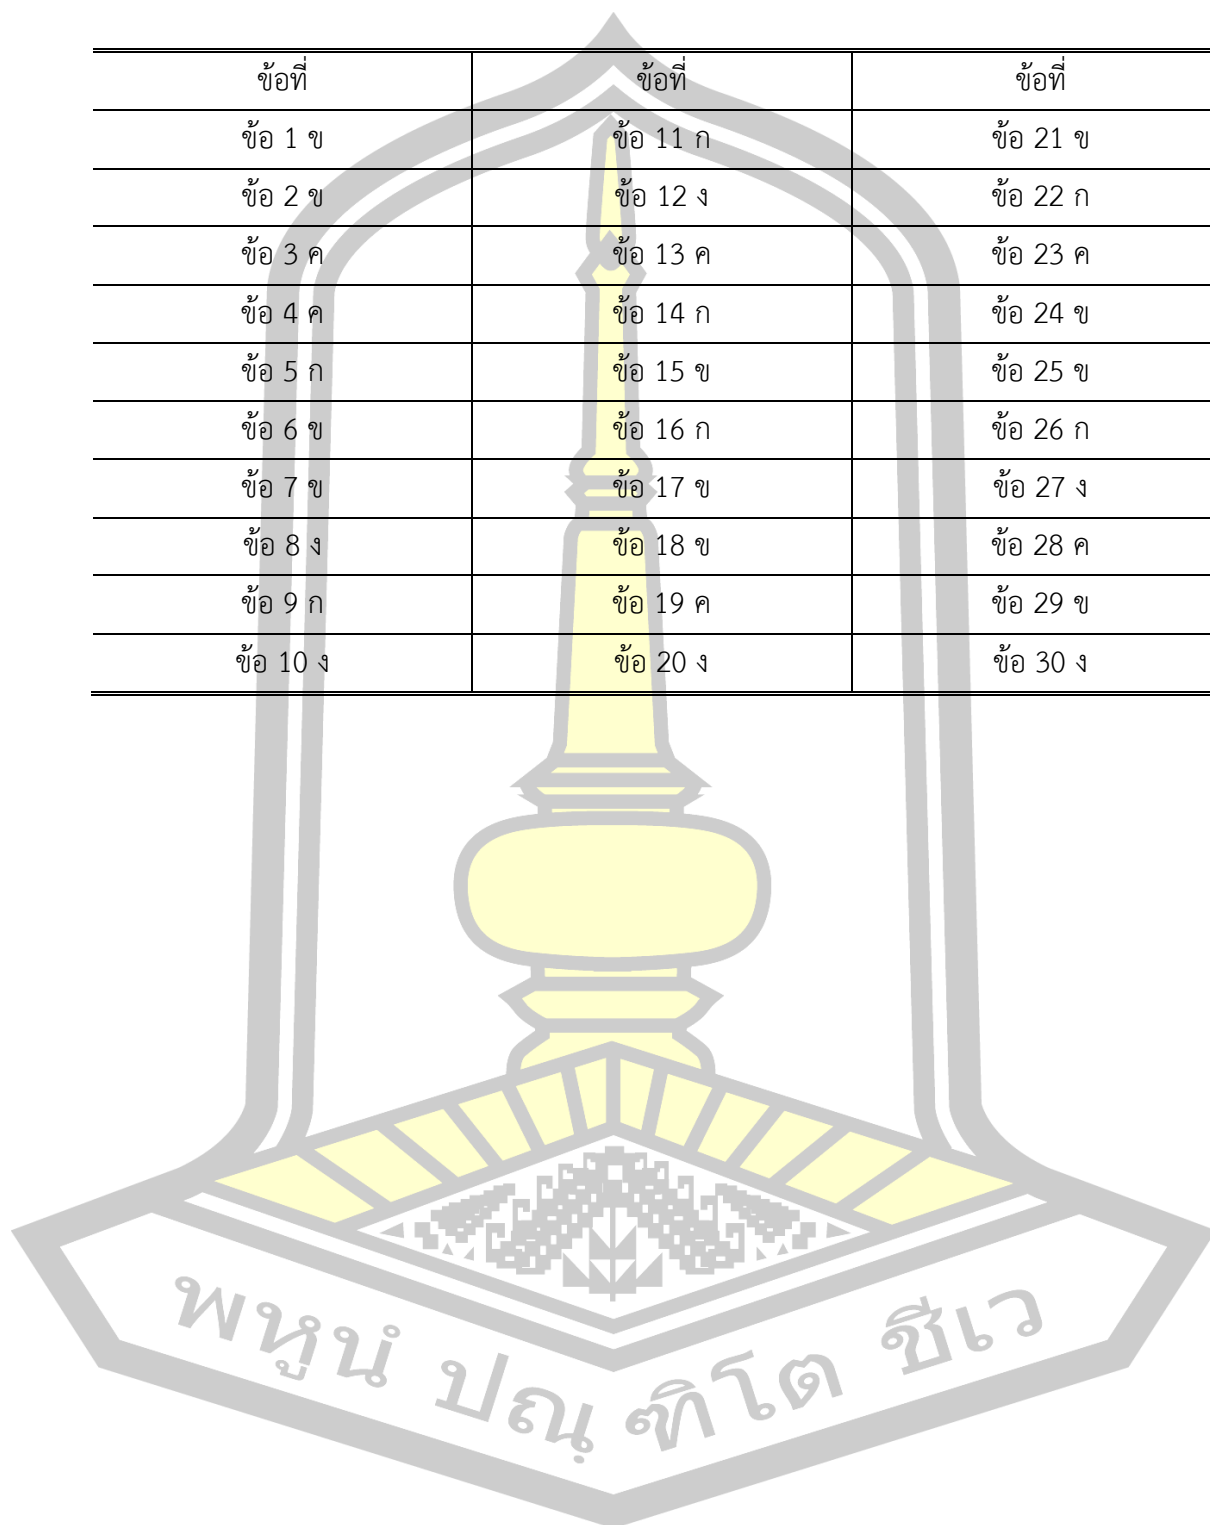 ข้อที่ ข้อที่ ข้อที่
ข้อ 1 ข ข้อ 11 ก ข้อ 21 ข
ข้อ 2 ข ข้อ 12 ง ข้อ 22 ก
ข้อ 3 ค ข้อ 13 ค ข้อ 23 ค
ข้อ 4 ค ข้อ 14 ก ข้อ 24 ข
ข้อ 5 ก ข้อ 15 ข ข้อ 25 ข
ข้อ 6 ข ข้อ 16 ก ข้อ 26 ก
ข้อ 7 ข ข้อ 17 ข ข้อ 27 ง
ข้อ 8 ง ข้อ 18 ข ข้อ 28 ค
ข้อ 9 ก ข้อ 19 ค ข้อ 29 ข
ข้อ 10 ง ข้อ 20 ง ข้อ 30 ง
พหูนํ ปณฺ ฑิโต ชีเว